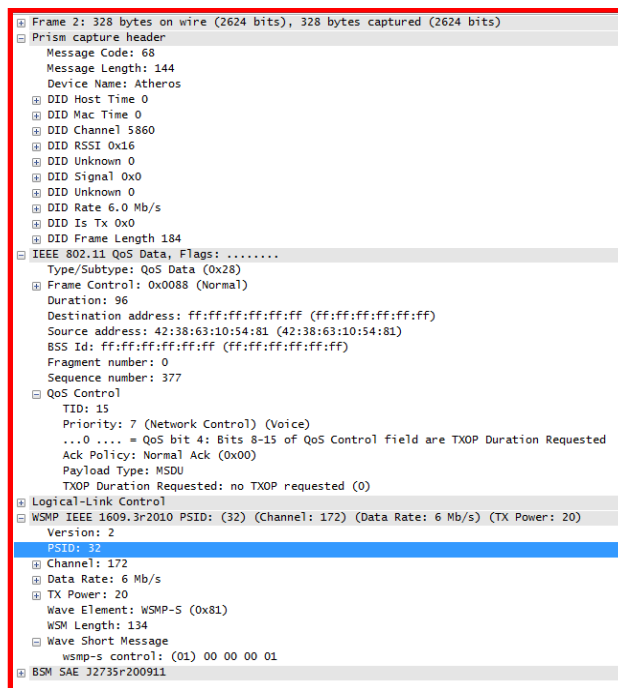 Frame 2: 328 bytes on wire (2624 bits), 328 bytes captured (2624 bits)
Prism capture header
Message Code: 68
Message Length: 144
Device Name: Atheros
DID Host Time 0
DID Mac Time 0
DID Channel 5860
DID RSSI 0x16
DID Unknown 0
DID Signal 0x0
DID Unknown 0
DID Rate 6.0 Mb/s
DID Is Tx 0x0
DID Frame Length 184
IEEE 802.11 QoS Data, Flags: ........
Type/Subtype: QoS Data (0x28)
Frame Control: 0x0088 (Normal)
Duration: 96
Destination address: ff:ff:ff:ff:ff:ff (ff:ff:ff:ff:ff:ff)
Source address: 42:38:63:10:54:81 (42:38:63:10:54:81)
BSS Id: ff:ff:ff:ff:ff:ff (ff:ff:ff:ff:ff:ff)
Fragment number: 0
Sequence number: 377
QoS Control
TID: 15
Priority: 7 (Network Control) (Voice)
...0 .... = QoS bit 4: Bits 8-15 of QoS Control field are TXOP Duration Requested
Ack Policy: Normal Ack (0x00)
Payload Type: MSDU
TXOP Duration Requested: no TXOP requested (0)
Logical-Link Control
WSMP IEEE 1609.3r2010 PSID: (32) (Channel: 172) (Data Rate: 6 Mb/s) (TX Power: 20)
Version: 2
PSID: 32
Channel: 172
Data Rate: 6 Mb/s
TX Power: 20
Wave Element: WSMP-S (0x81)
WSM Length: 134
Wave Short Message
wsmp-s control: (01) 00 00 00 01
BSM SAE J2735r200911